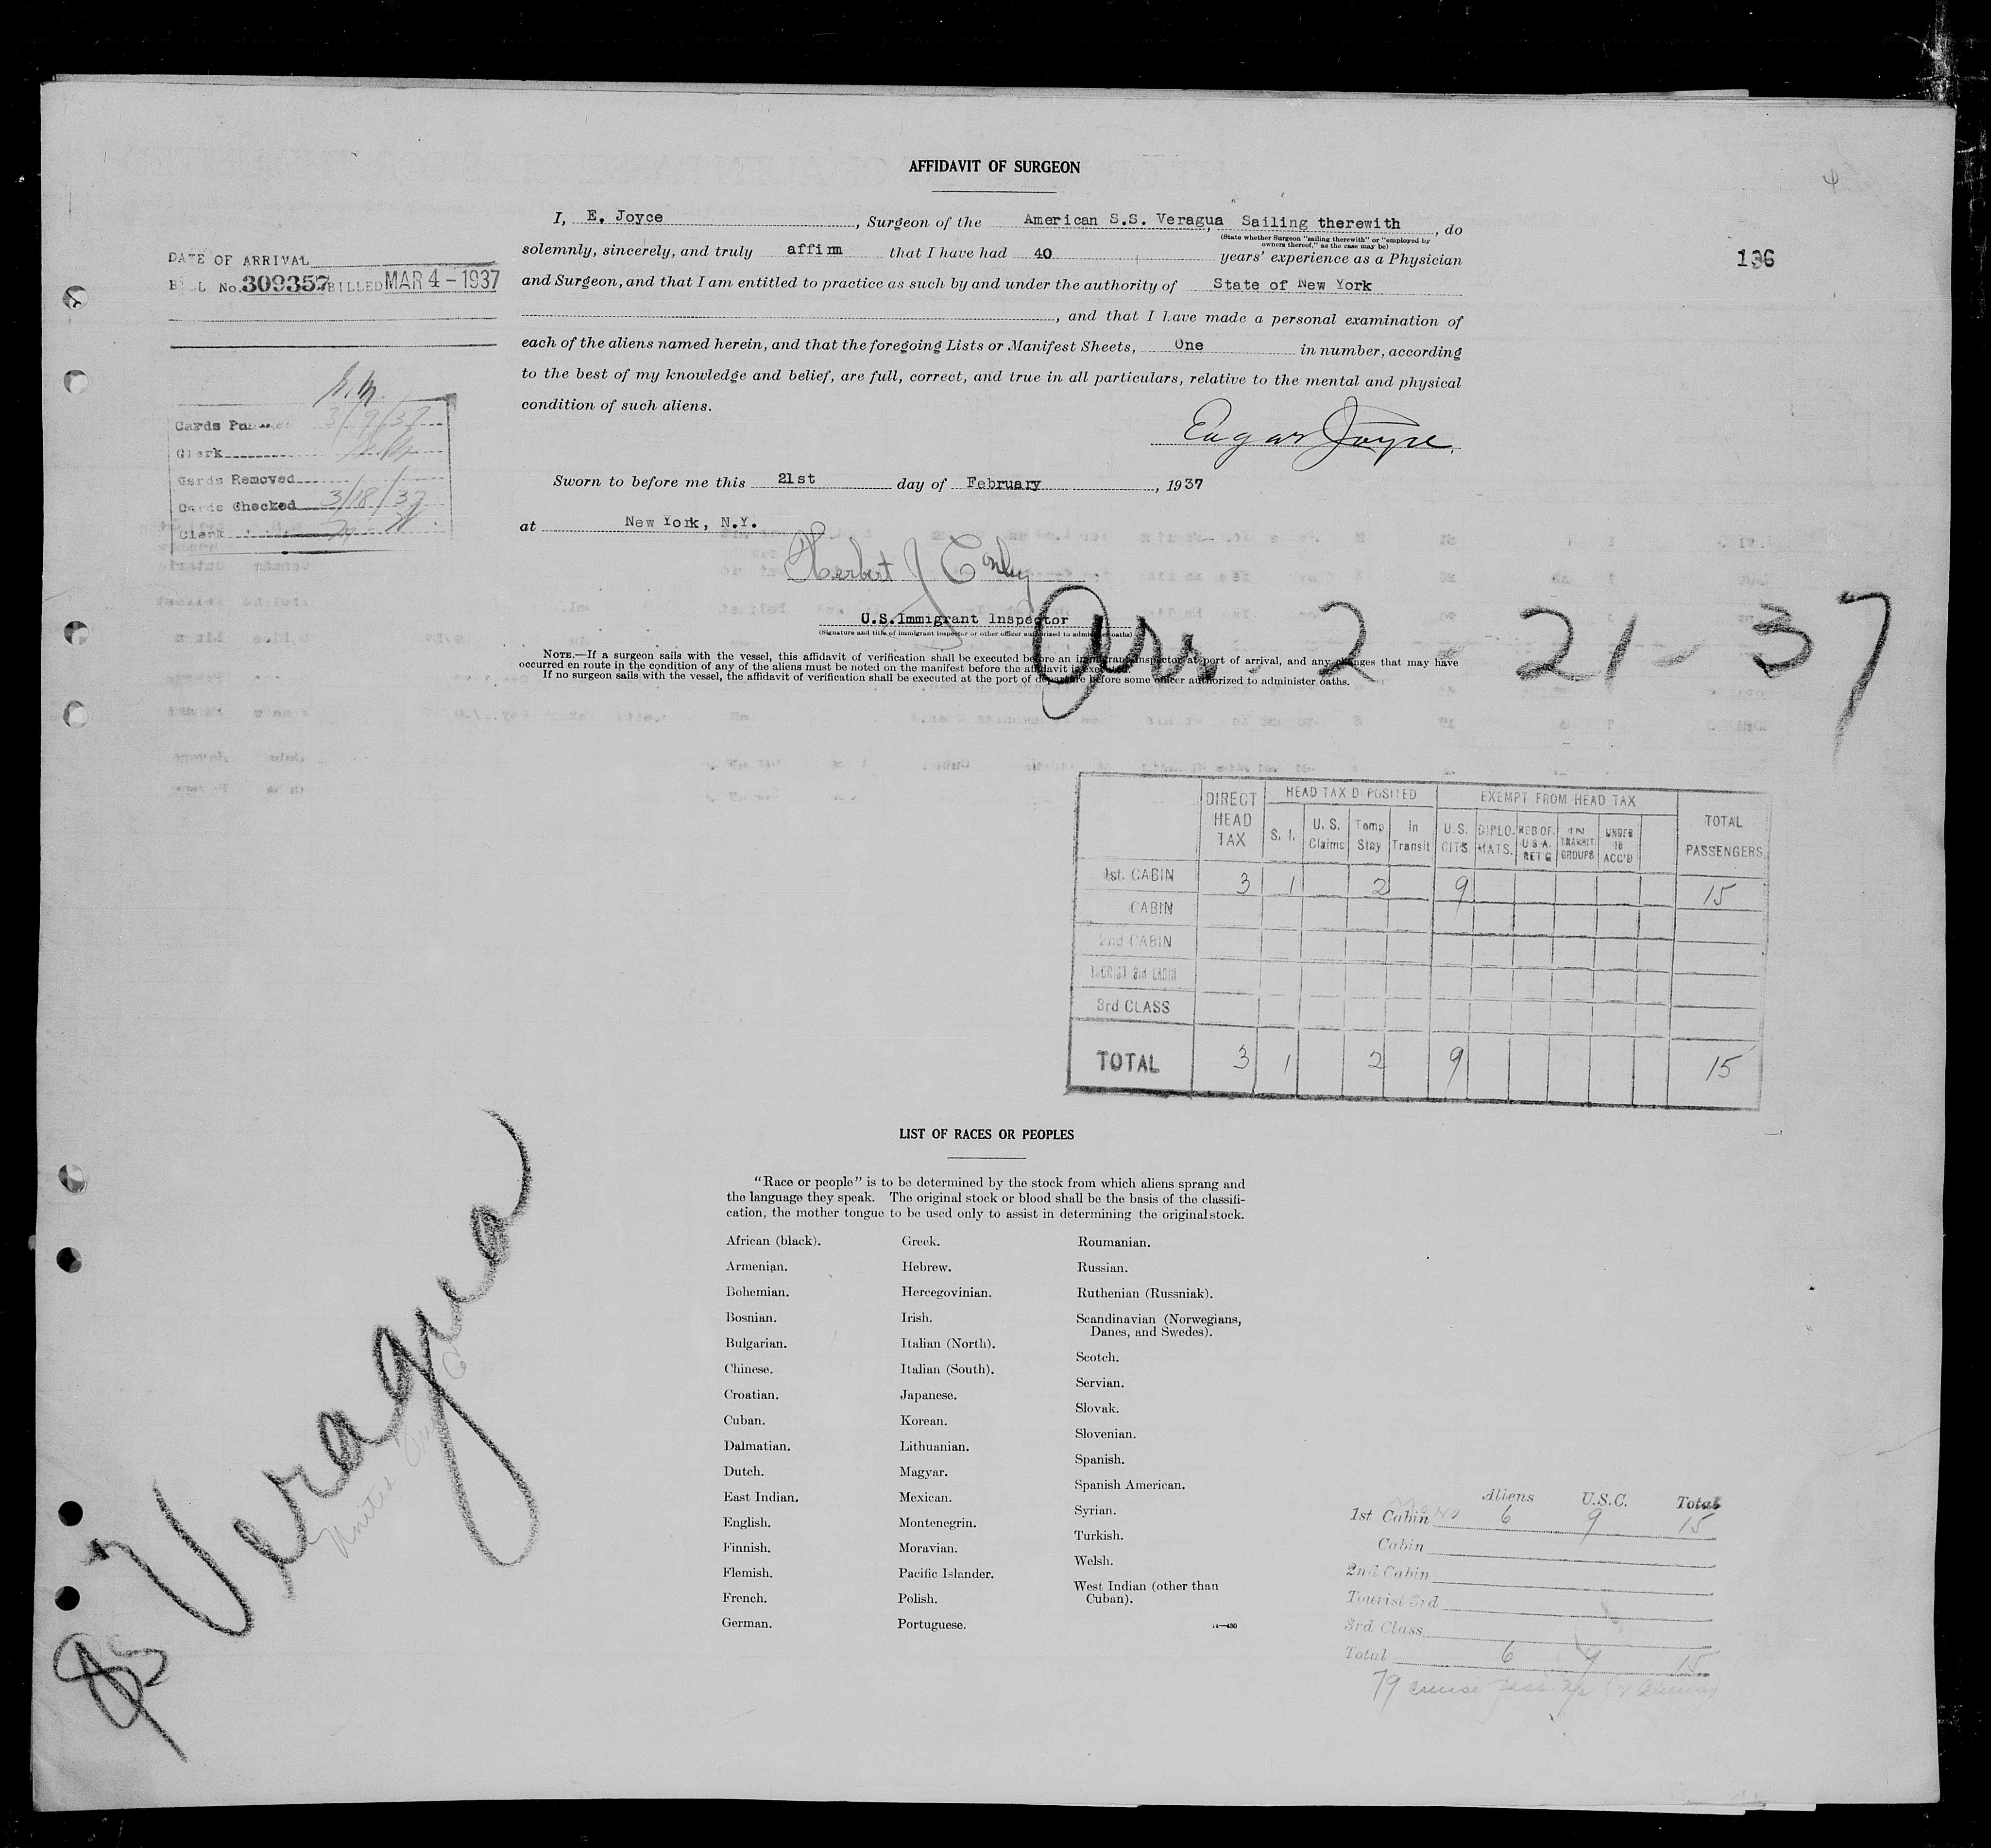 AFFIDAVIT OF SURGEON
I, E. Joyce, Surgeon of the American S.S. Veragua, Sailing therewith, do
(State whether Surgeon "sailing therewith" or "employed by
owners thereof," as the case may be)
solemnly, sincerely, and truly affirm that I have had 40 years' experience as a Physician
and Surgeon, and that I am entitled to practice as such by and under the authority of State of New York
, and that I have made a personal examination of
each of the aliens named herein, and that the foregoing Lists or Manifest Sheets, One in number, according
to the best of my knowledge and belief, are full, correct, and true in all particulars, relative to the mental and physical
condition of such aliens.
Edgar Joyce
Sworn to before me this 21st day of February, 1937
at New York, N.Y.
Herbert J Conley
U.S. Immigrant Inspector
(Signature and title of immigrant inspector or other officer authorized to administer oaths)
NOTE.—If a surgeon sails with the vessel, this affidavit of verification shall be executed before an immigrant inspector at port of arrival, and any changes that may have
occurred en route in the condition of any of the aliens must be noted on the manifest before the affidavit is executed.
If no surgeon sails with the vessel, the affidavit of verification shall be executed at the port of departure before some officer authorized to administer oaths.
136
DATE OF ARRIVAL
BILL No. 309357 BILLED MAR 4-1937
Cards Punched 3/9/37
Clerk
Cards Removed
Cards Checked 3/18/37
Clerk
Arr. 2-21-37
DIRECT HEAD TAX
HEAD TAX DEPOSITED
EXEMPT FROM HEAD TAX
TOTAL PASSENGERS
S. I. U. S. Claims Temp Stay In Transit U.S. CITS DIPLO. MATS. RES OF. U S A. RET'G IN TRANSIT GROUPS UNDER 16 ACC'D
1st. CABIN 3 1 2 9 15
CABIN
2nd CABIN
TOURIST 3rd CABIN
3rd CLASS
TOTAL 3 1 2 9 15
LIST OF RACES OR PEOPLES
"Race or people" is to be determined by the stock from which aliens sprang and
the language they speak. The original stock or blood shall be the basis of the classifi-
cation, the mother tongue to be used only to assist in determining the original stock.
African (black).
Armenian.
Bohemian.
Bosnian.
Bulgarian.
Chinese.
Croatian.
Cuban.
Dalmatian.
Dutch.
East Indian.
English.
Finnish.
Flemish.
French.
German.
Greek.
Hebrew.
Hercegovinian.
Irish.
Italian (North).
Italian (South).
Japanese.
Korean.
Lithuanian.
Magyar.
Mexican.
Montenegrin.
Moravian.
Pacific Islander.
Polish.
Portuguese.
Roumanian.
Russian.
Ruthenian (Russniak).
Scandinavian (Norwegians,
Danes, and Swedes).
Scotch.
Servian.
Slovak.
Slovenian.
Spanish.
Spanish American.
Syrian.
Turkish.
Welsh.
West Indian (other than
Cuban).
14—430
Veragua
United
Aliens U.S.C. Total
1st Cabin 6 9 15
Cabin
2nd Cabin
Tourist 3rd
3rd Class
Total 6 9 15
79 cruise pass.